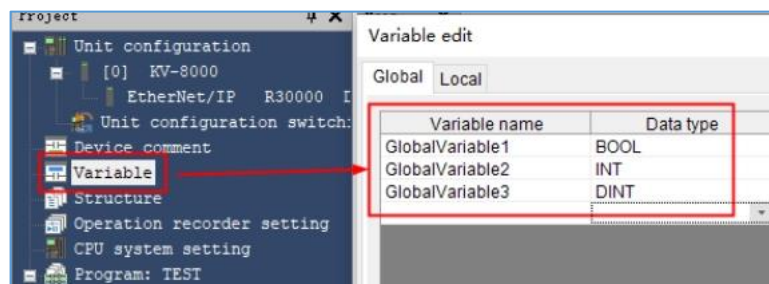 Project
Unit configuration
[0] KV-8000
EtherNet/IP R30000
Unit configuration switch
Device comment
Variable
Structure
Operation recorder setting
CPU system setting
Program: TEST
Variable edit
Global Local
Variable name Data type
GlobalVariable1 BOOL
GlobalVariable2 INT
GlobalVariable3 DINT